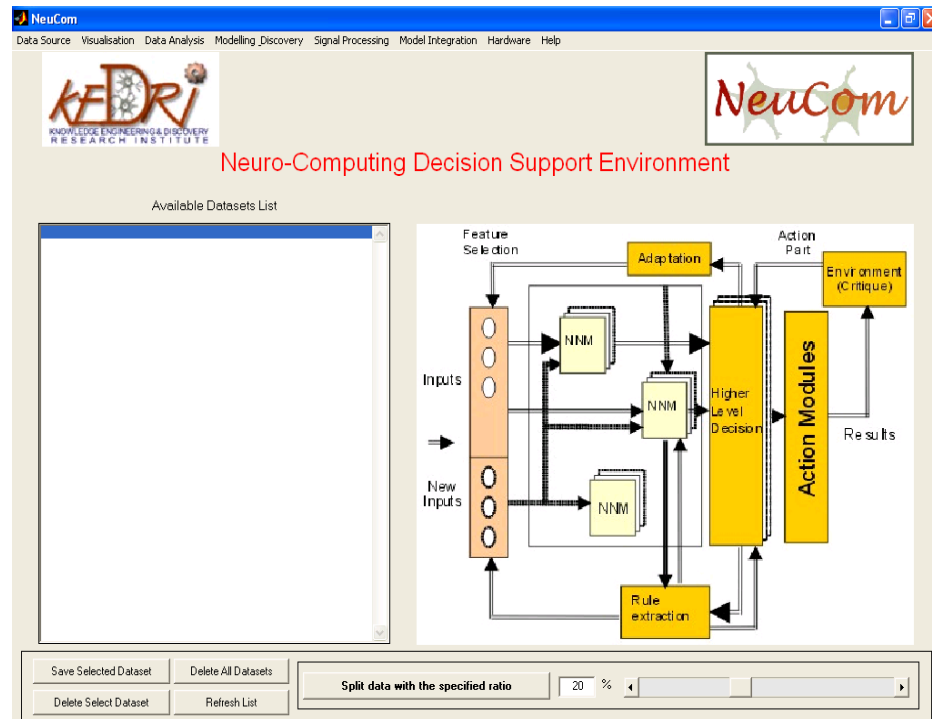 NeuCom
Data Source Visualisation Data Analysis Modelling_Discovery Signal Processing Model Integration Hardware Help
KEDRI
KNOWLEDGE ENGINEERING & DISCOVERY
RESEARCH INSTITUTE
NeuCom
Neuro-Computing Decision Support Environment
Available Datasets List
Feature
Selection
Adaptation
Action
Part
Environment
(Critique)
NNM
Inputs
NNM
Higher
Level
Decision
Action Modules
Results
New
Inputs
NNM
Rule
extraction
Save Selected Dataset
Delete All Datasets
Split data with the specified ratio
20 %
Delete Select Dataset
Refresh List